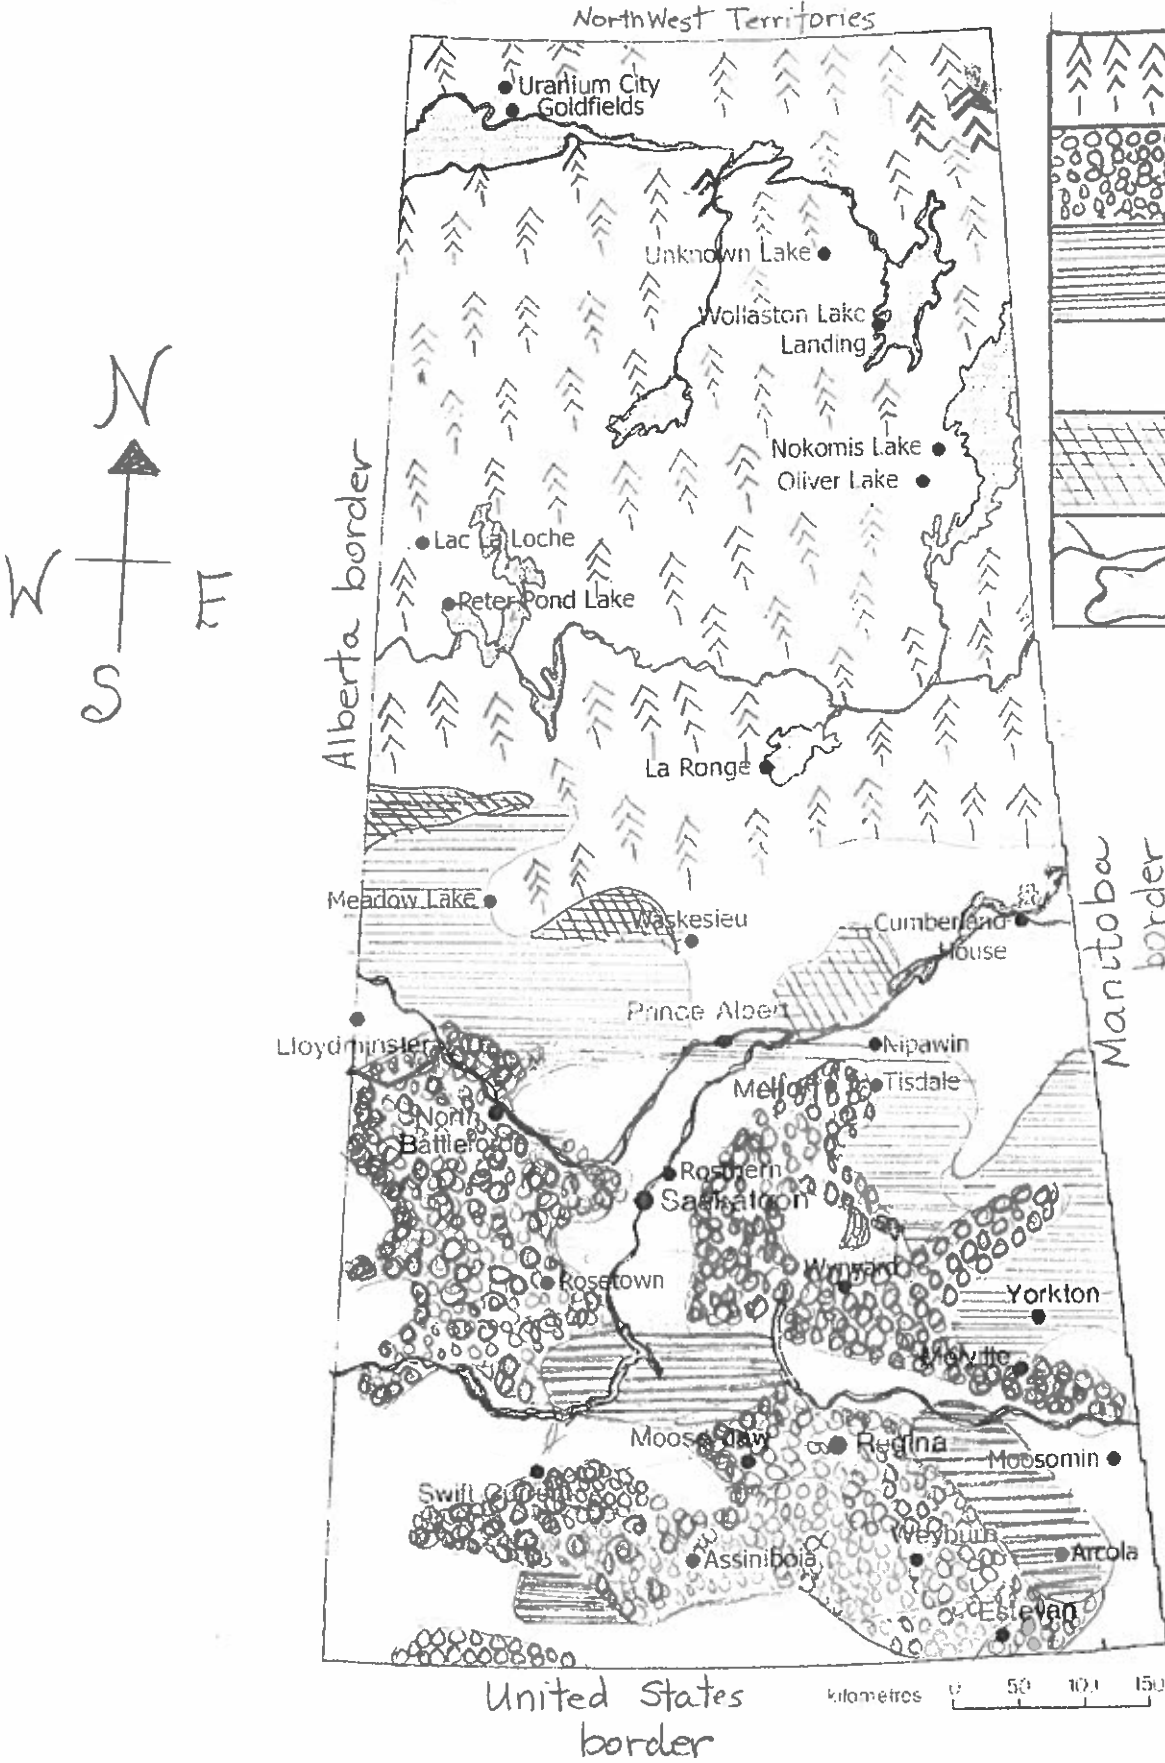 NorthWest Territories
Uranium City
Goldfields
Unknown Lake
Wollaston Lake
Landing
N
W
E
S
Alberta border
Nokomis Lake
Oliver Lake
Lac La Loche
Peter Pond Lake
La Ronge
Meadow Lake
Waskesieu
Cumberland
House
Manitoba
border
Prince Albert
Lloydminster
Nipawin
Melfort
Tisdale
North
Battleford
Rosthern
Saskatoon
Rosetown
Wynyard
Yorkton
Melville
Moose Jaw
Regina
Moosomin
Swift Current
Weyburn
Assiniboia
Arcola
Estevan
United States
border
kilometres 0 50 100 150